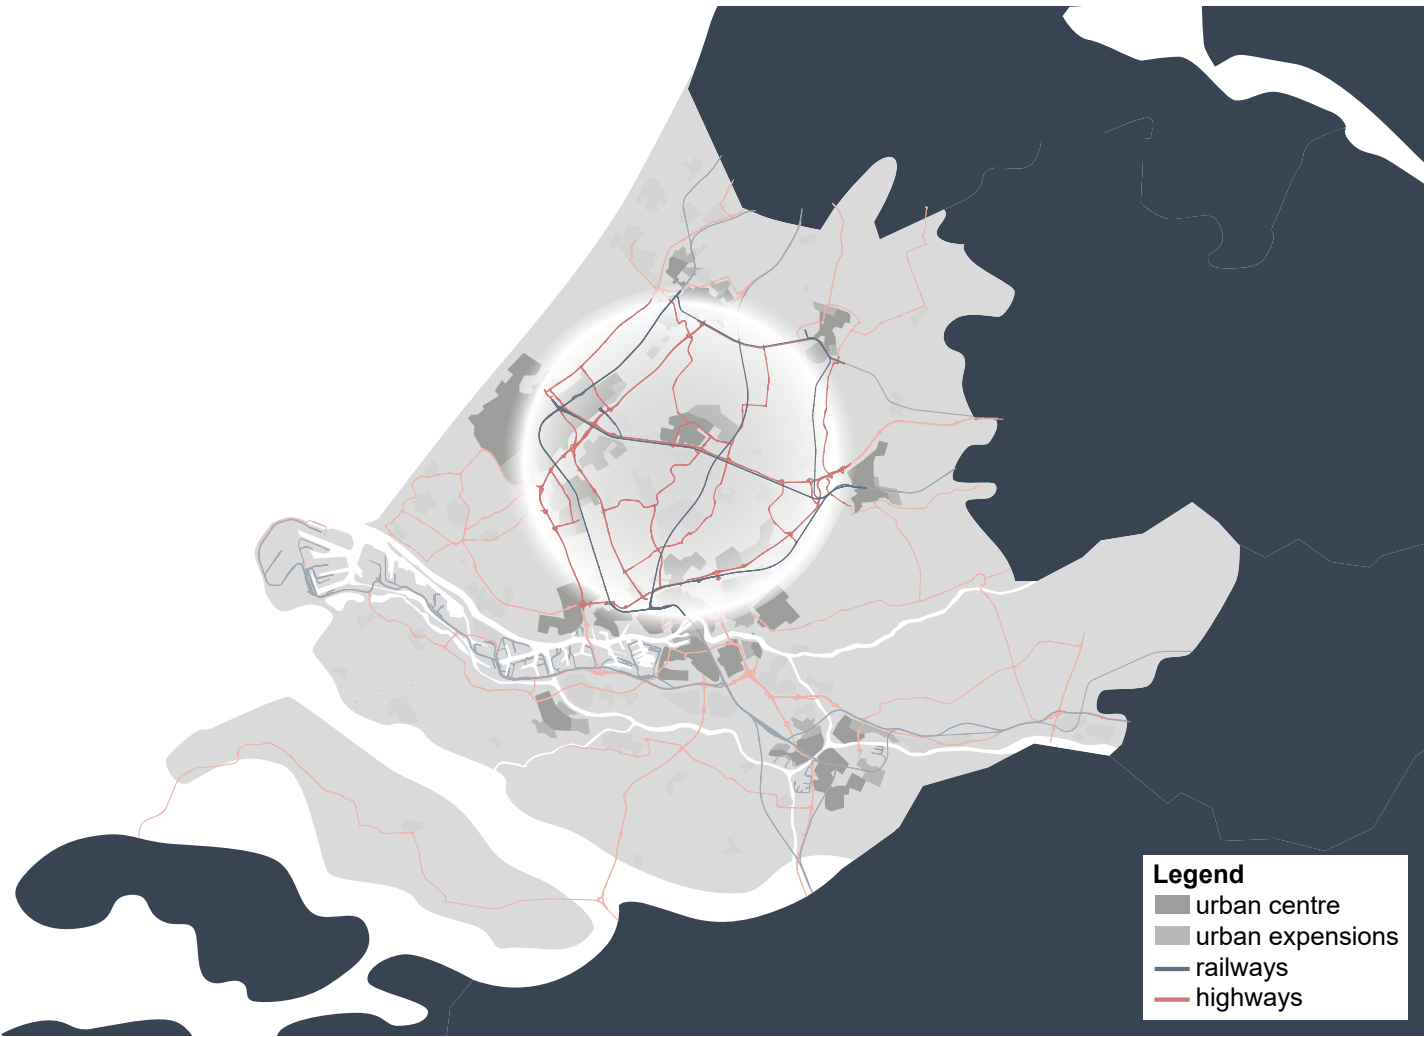 Legend
urban centre
urban expensions
railways
highways